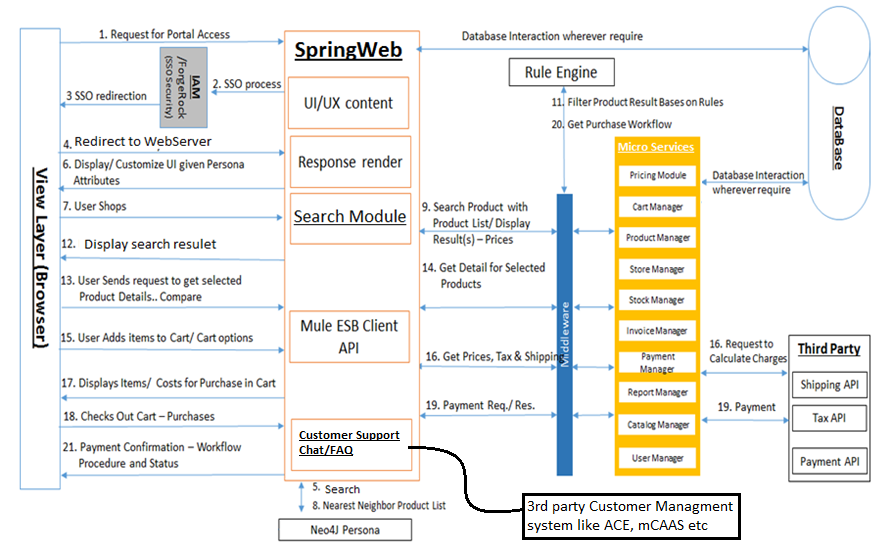 1. Request for Portal Access
SpringWeb
Database Interaction wherever require
Rule Engine
IAM
/ForgeRock
(SSO Security)
2. SSO process
3 SSO redirection
UI/UX content
11. Filter Product Result Bases on Rules
20. Get Purchase Workflow
DataBase
4. Redirect to WebServer
6. Display/ Customize UI given Persona
Attributes
Response render
Micro Services
Pricing Module
Database Interaction
wherever require
7. User Shops
Search Module
9. Search Product with
Product List/ Display
Result(s) – Prices
Cart Manager
Product Manager
12. Display search resulet
View Layer (Browser)
14. Get Detail for Selected
Products
Store Manager
13. User Sends request to get selected
Product Details.. Compare
Stock Manager
Mule ESB Client
API
Middleware
15. User Adds items to Cart/ Cart options
Invoice Manager
16. Get Prices, Tax & Shipping
Payment
Manager
16. Request to
Calculate Charges
Third Party
Shipping API
17. Displays Items/ Costs for Purchase in Cart
Report Manager
19. Payment Req./ Res.
19. Payment
Tax API
18. Checks Out Cart – Purchases
Catalog Manager
Customer Support
Chat/FAQ
21. Payment Confirmation – Workflow
Procedure and Status
User Manager
Payment API
5. Search
8. Nearest Neighbor Product List
3rd party Customer Managment
system like ACE, mCAAS etc
Neo4J Persona